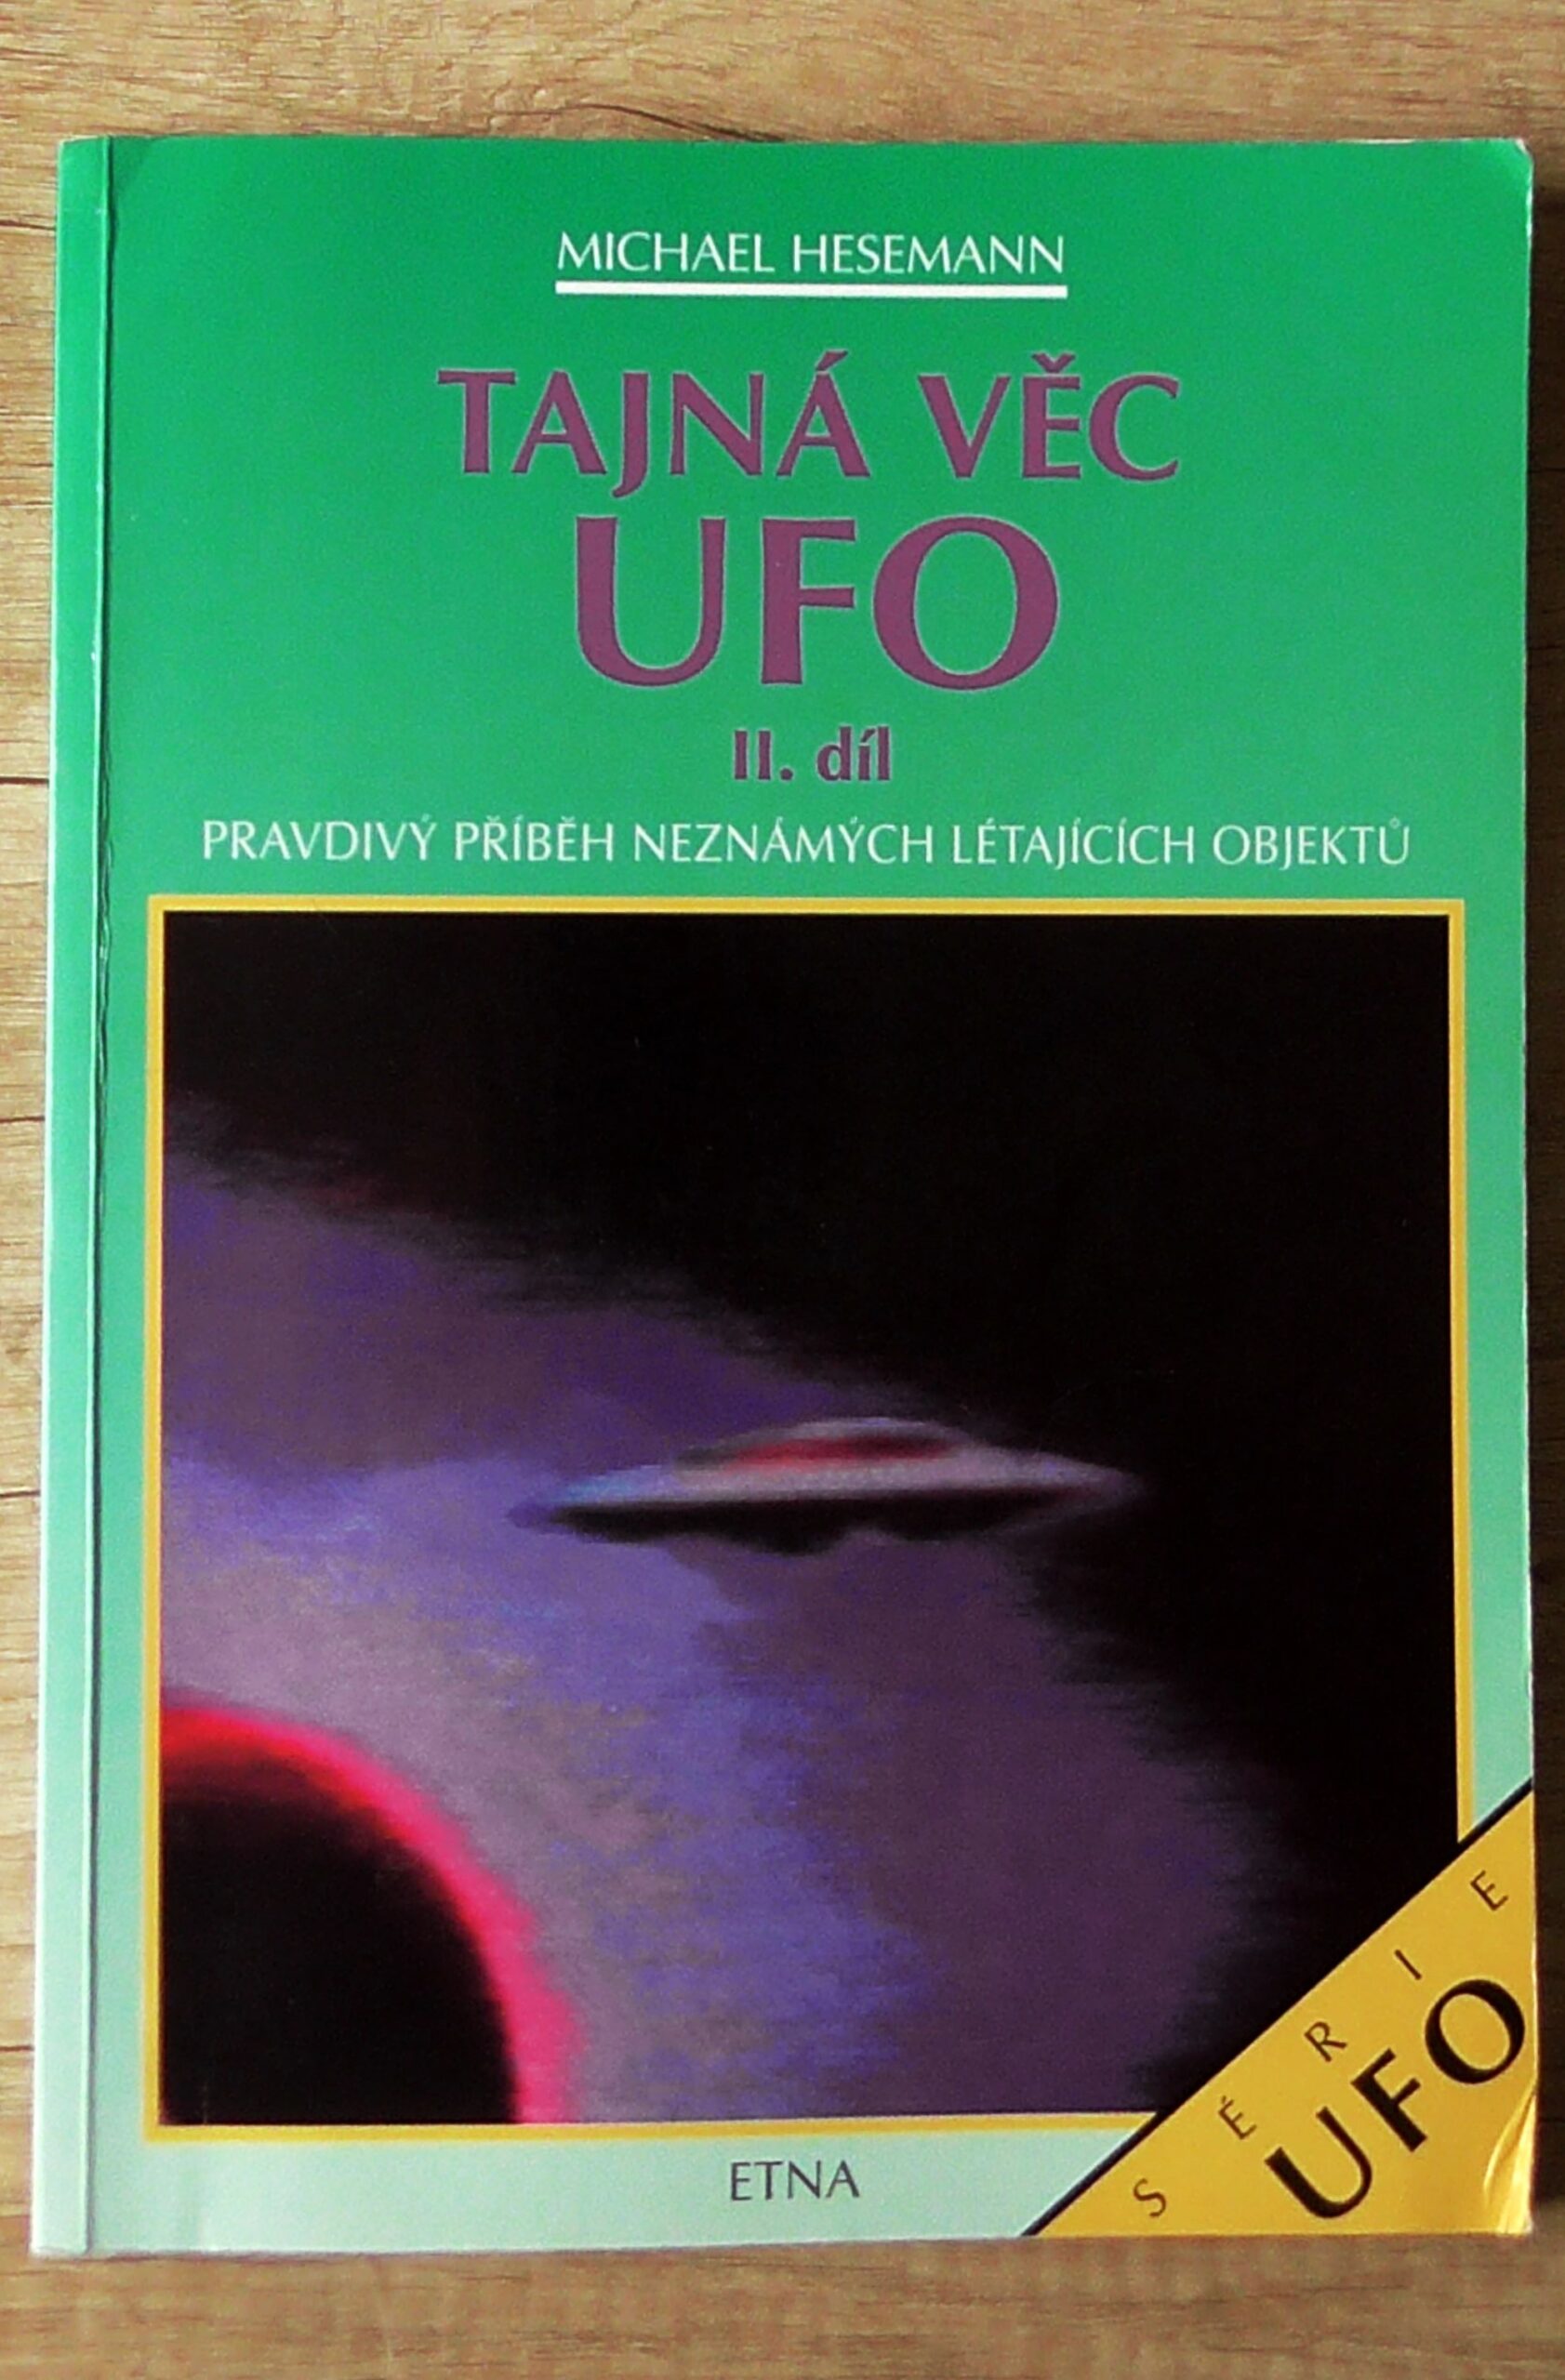 MICHAEL HESEMANN
TAJNÁ VĚC
UFO
II. díl
PRAVDIVÝ PŘÍBĚH NEZNÁMÝCH LÉTAJÍCÍCH OBJEKTŮ
SÉRIE
UFO
ETNA